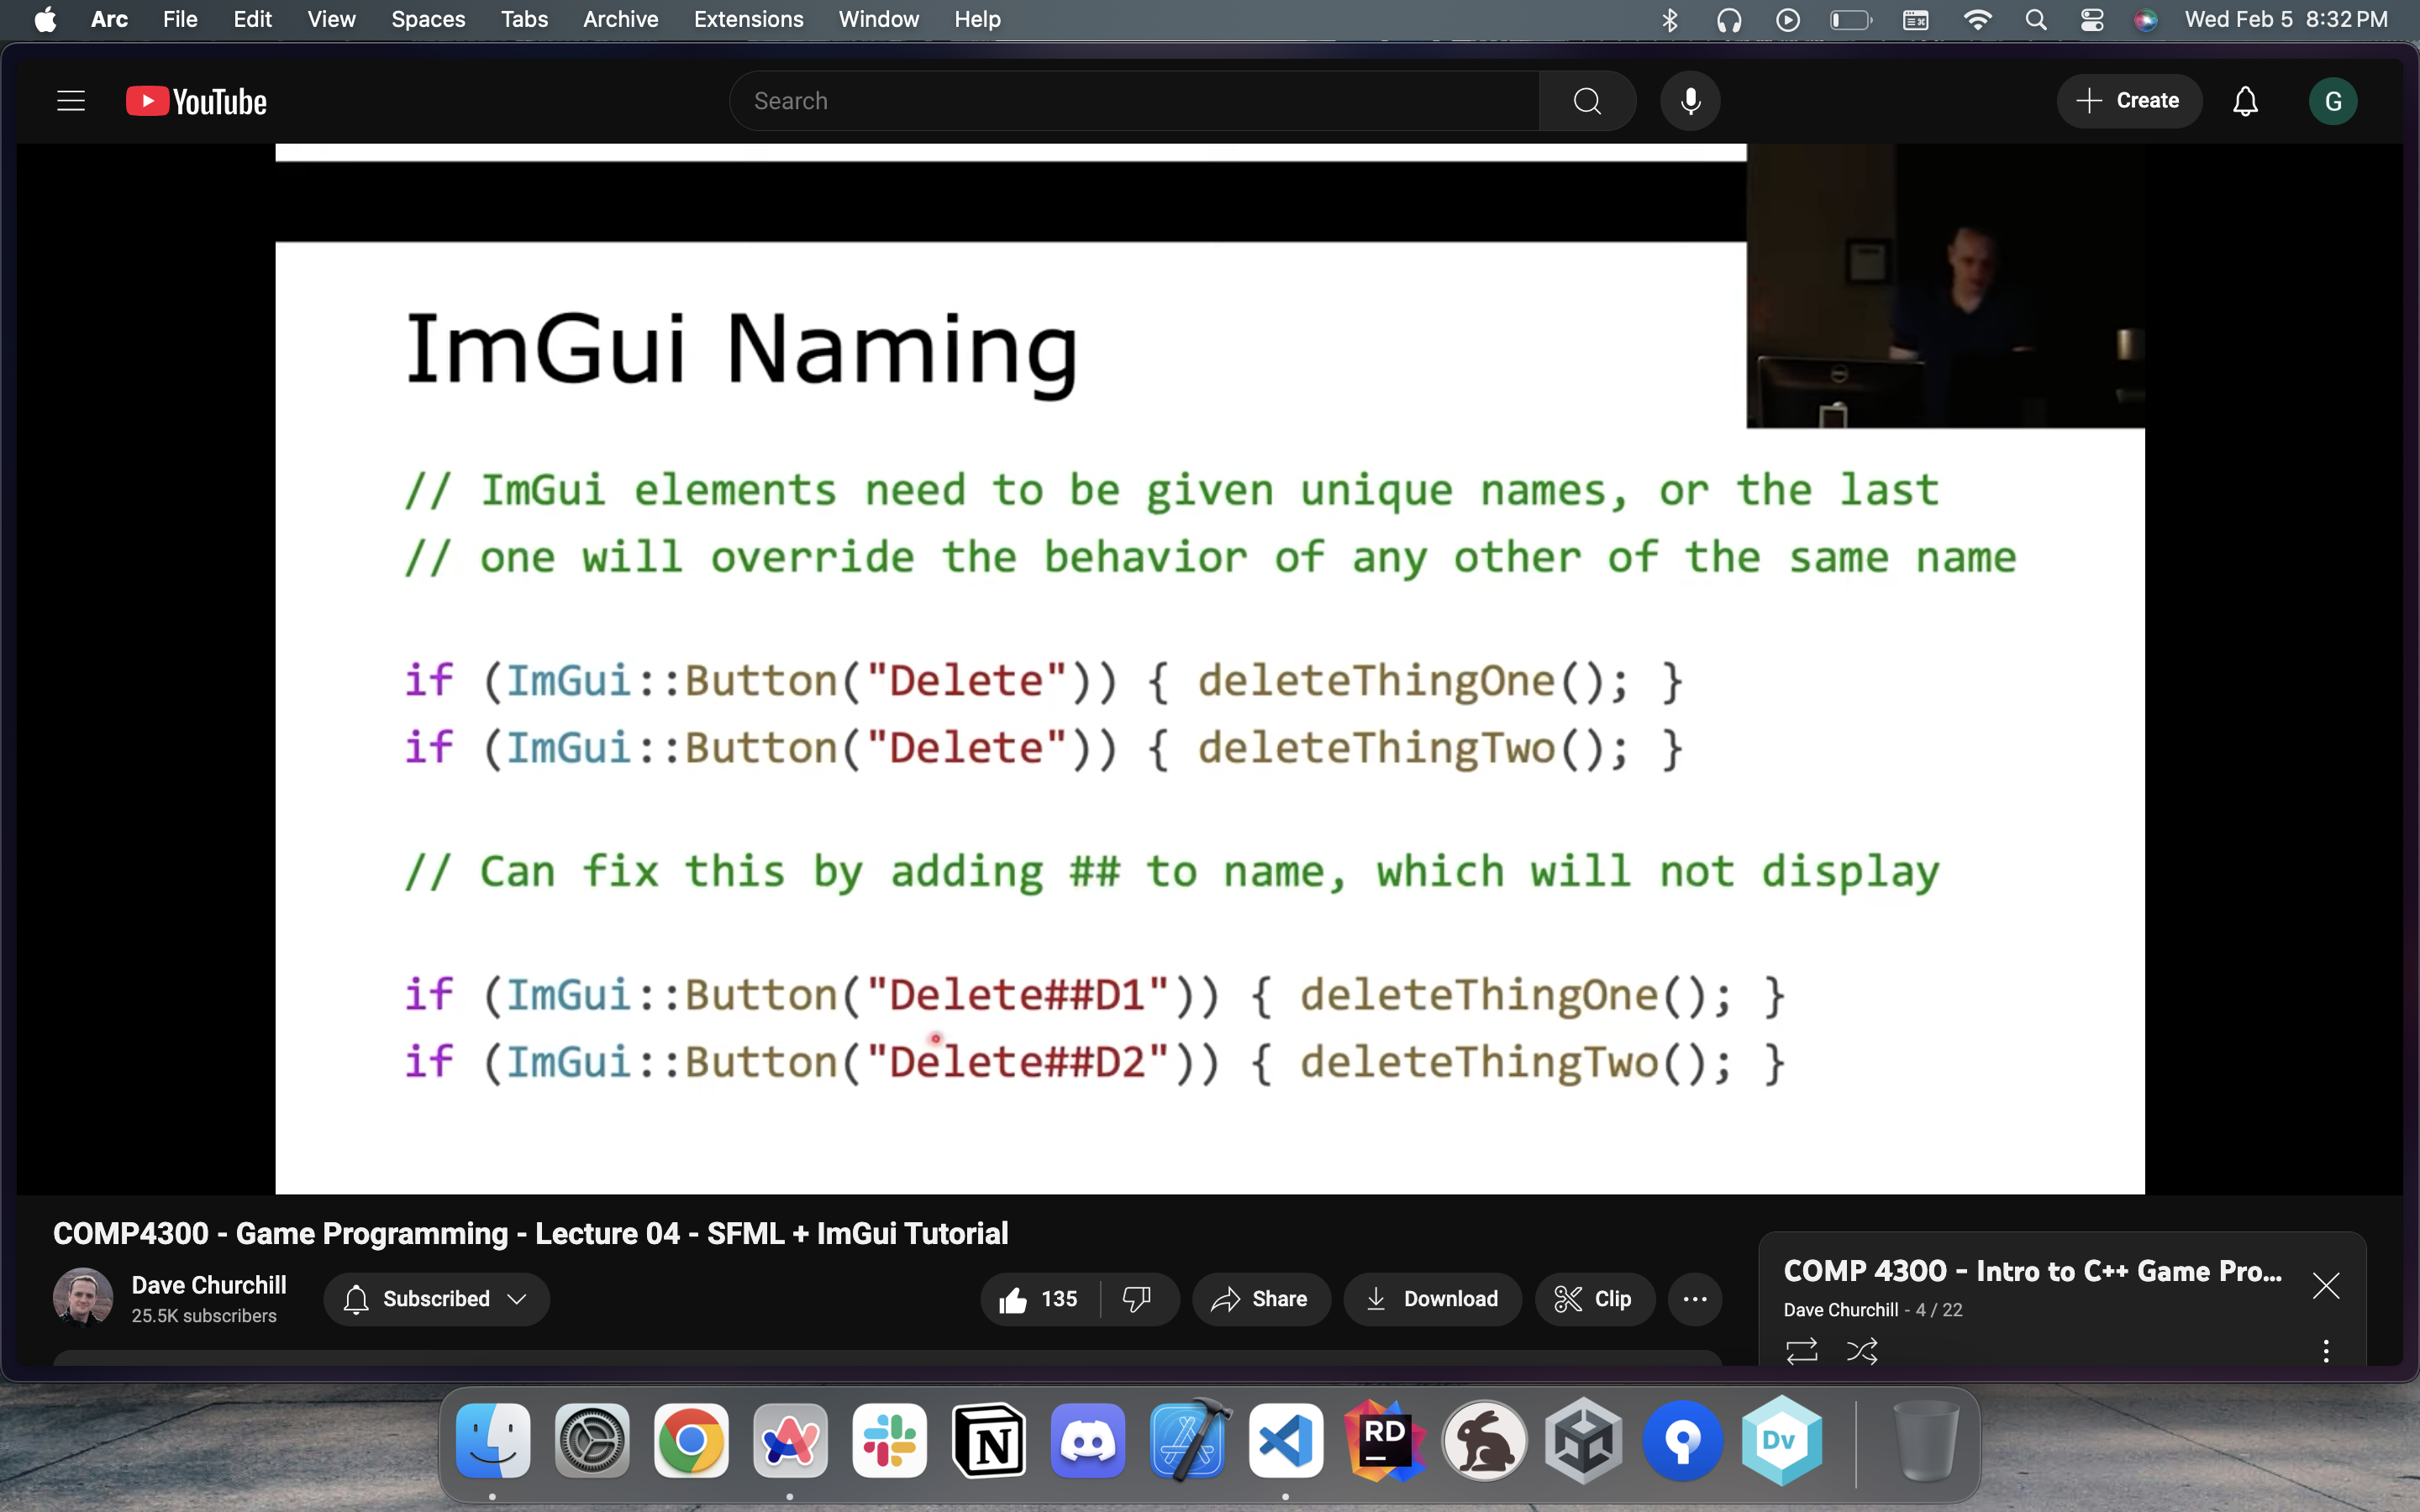 Arc File Edit View Spaces Tabs Archive Extensions Window Help Wed Feb 5 8:32 PM
YouTube Search Create G
ImGui Naming
// ImGui elements need to be given unique names, or the last
// one will override the behavior of any other of the same name
if (ImGui::Button("Delete")) { deleteThingOne(); }
if (ImGui::Button("Delete")) { deleteThingTwo(); }
// Can fix this by adding ## to name, which will not display
if (ImGui::Button("Delete##D1")) { deleteThingOne(); }
if (ImGui::Button("Delete##D2")) { deleteThingTwo(); }
COMP4300 - Game Programming - Lecture 04 - SFML + ImGui Tutorial
Dave Churchill
25.5K subscribers
Subscribed
135
Share
Download
Clip
COMP 4300 - Intro to C++ Game Pro...
Dave Churchill - 4 / 22
N
RD
Dv